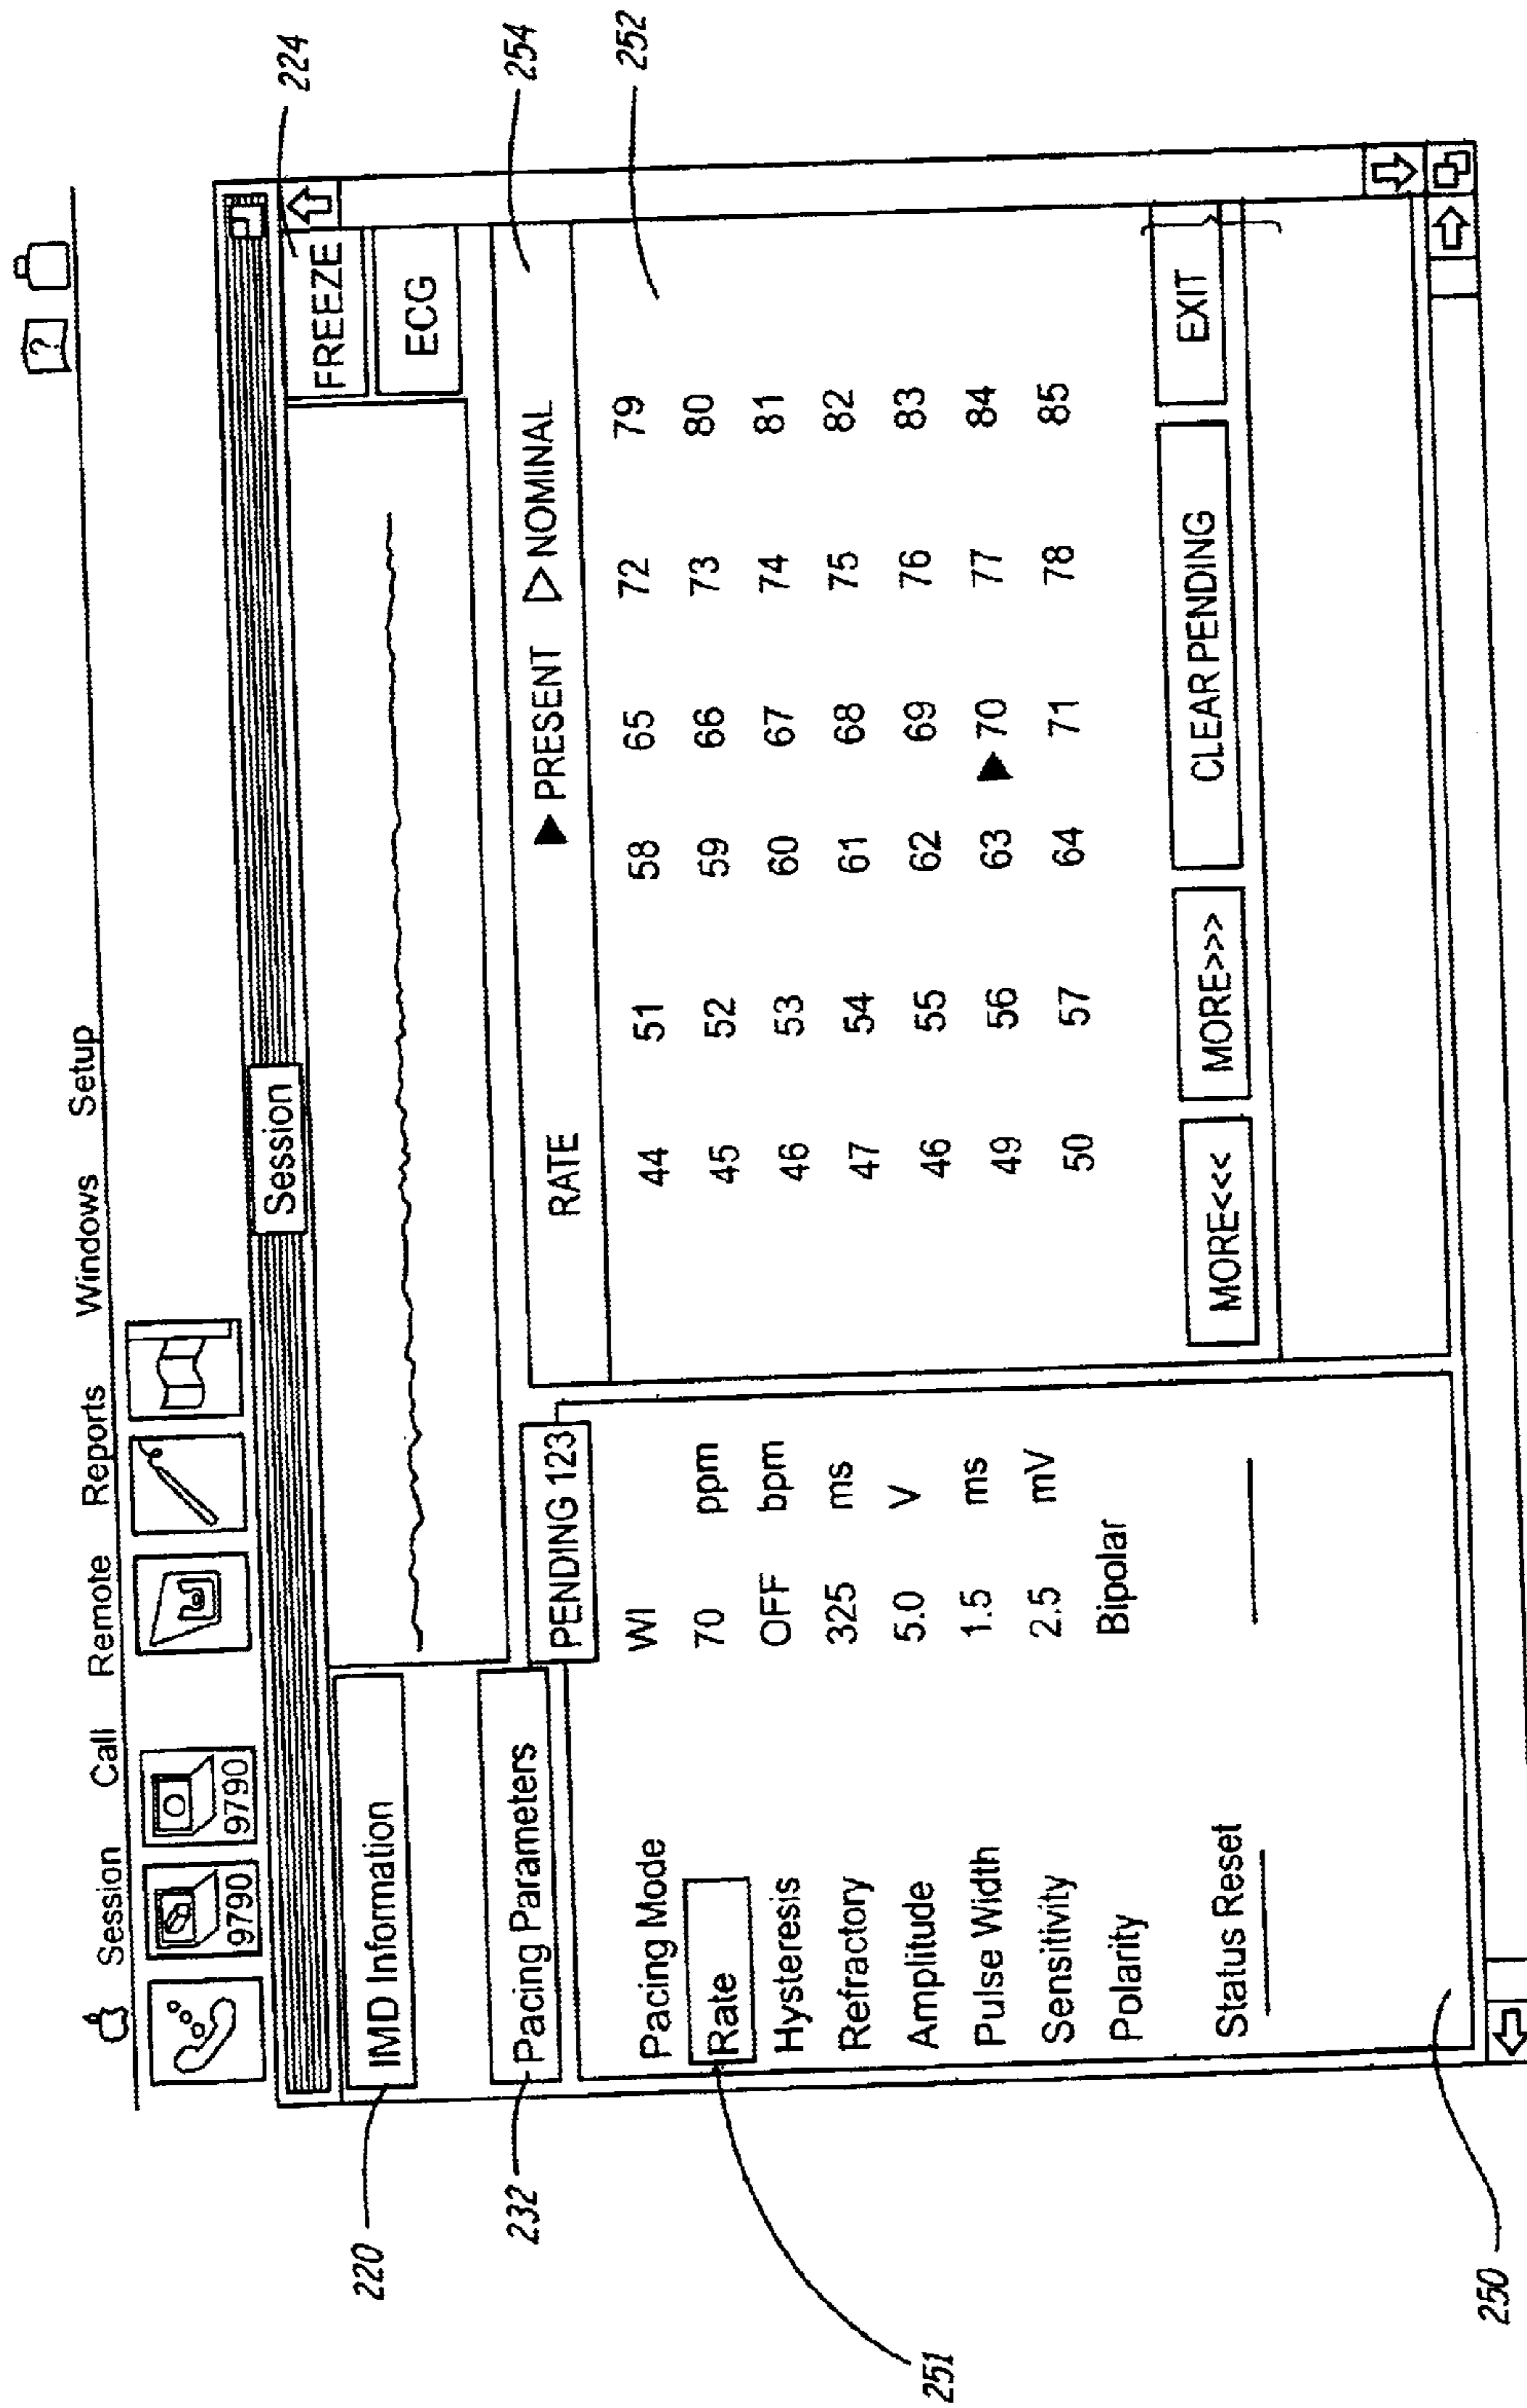 Session Call Remote Reports Windows Setup
?
9790
9790
Session
220
IMD Information
FREEZE
224
ECG
232
Pacing Parameters
PENDING 123
RATE
PRESENT
NOMINAL
254
Pacing Mode WI
Rate 70 ppm
Hysteresis OFF bpm
Refractory 325 ms
Amplitude 5.0 V
Pulse Width 1.5 ms
Sensitivity 2.5 mV
Polarity Bipolar
Status Reset
44 51 58 65 72 79
45 52 59 66 73 80
46 53 60 67 74 81
47 54 61 68 75 82
46 55 62 69 76 83
49 56 63 70 77 84
50 57 64 71 78 85
252
251
MORE<<< MORE>>> CLEAR PENDING EXIT
250